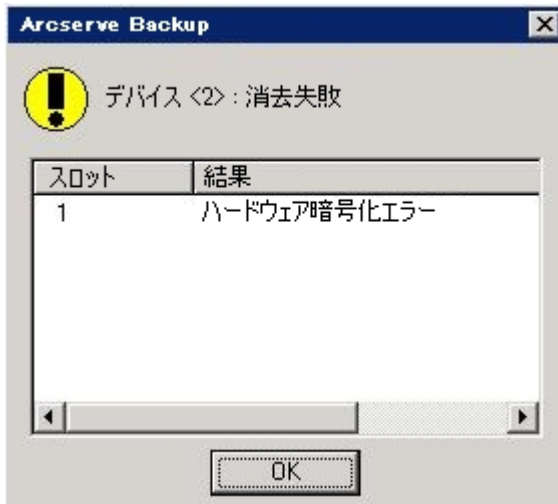 Arcserve Backup
デバイス <2> : 消去失敗
スロット 結果
1 ハードウェア暗号化エラー
OK